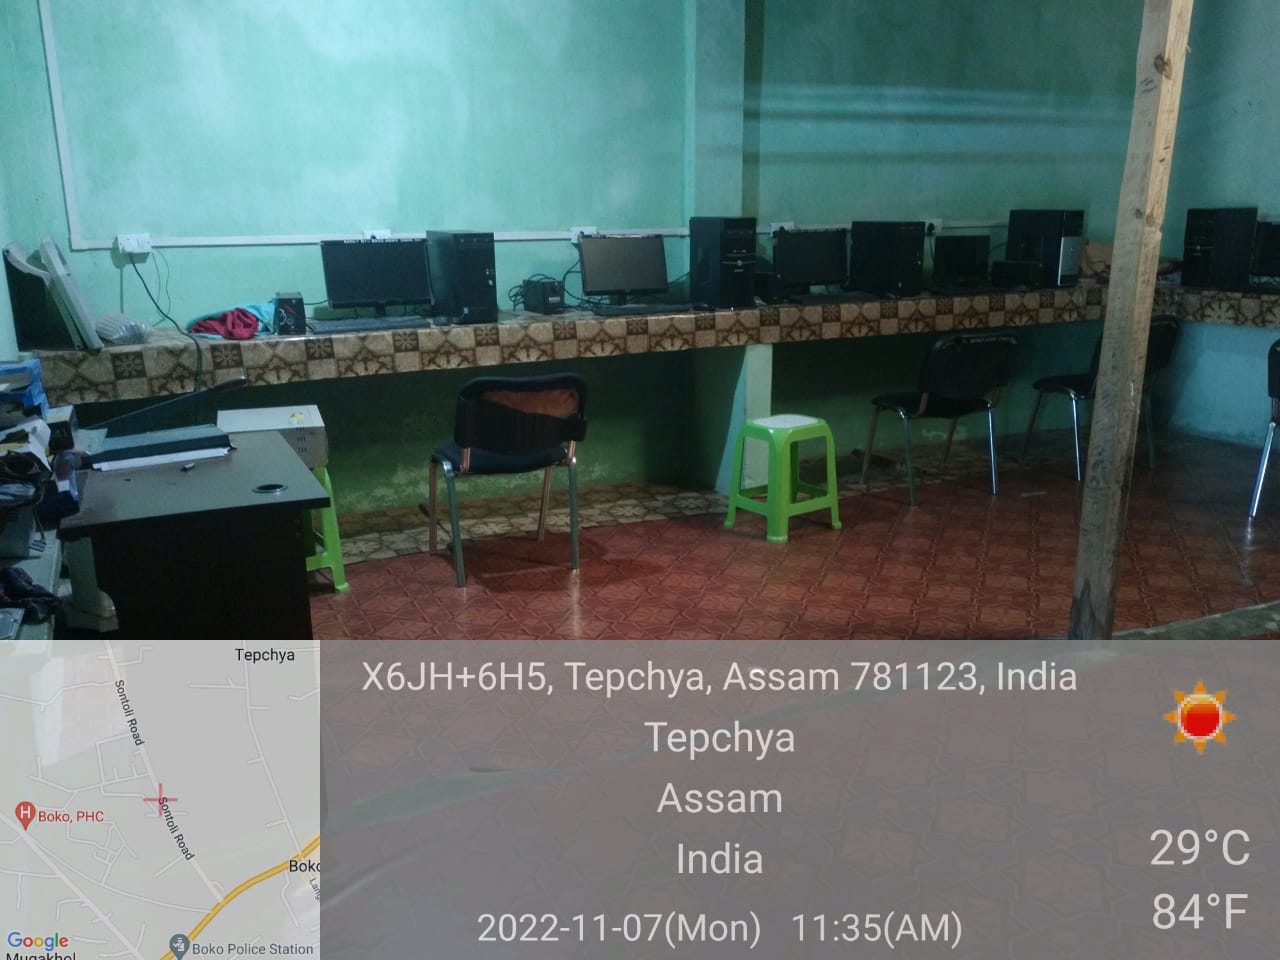 X6JH+6H5, Tepchya, Assam 781123, India
Tepchya
Assam
India
2022-11-07(Mon) 11:35(AM)
29°C
84°F
Tepchya
Sontoli Road
H
Boko, PHC
Sontoli Road
Boko
Lang
Boko Police Station
Google